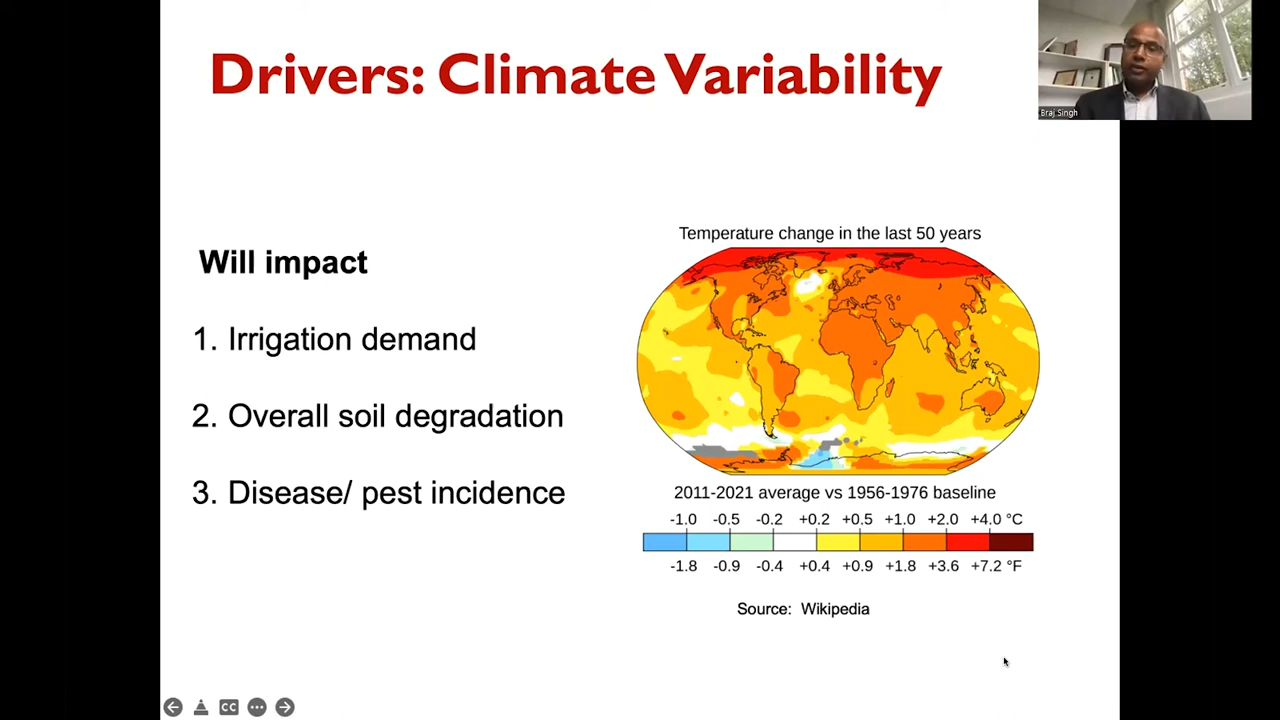 Drivers: Climate Variability
Braj Singh
Will impact
1. Irrigation demand
2. Overall soil degradation
3. Disease/ pest incidence
Temperature change in the last 50 years
2011-2021 average vs 1956-1976 baseline
-1.0 -0.5 -0.2 +0.2 +0.5 +1.0 +2.0 +4.0 °C
-1.8 -0.9 -0.4 +0.4 +0.9 +1.8 +3.6 +7.2 °F
Source: Wikipedia
CC